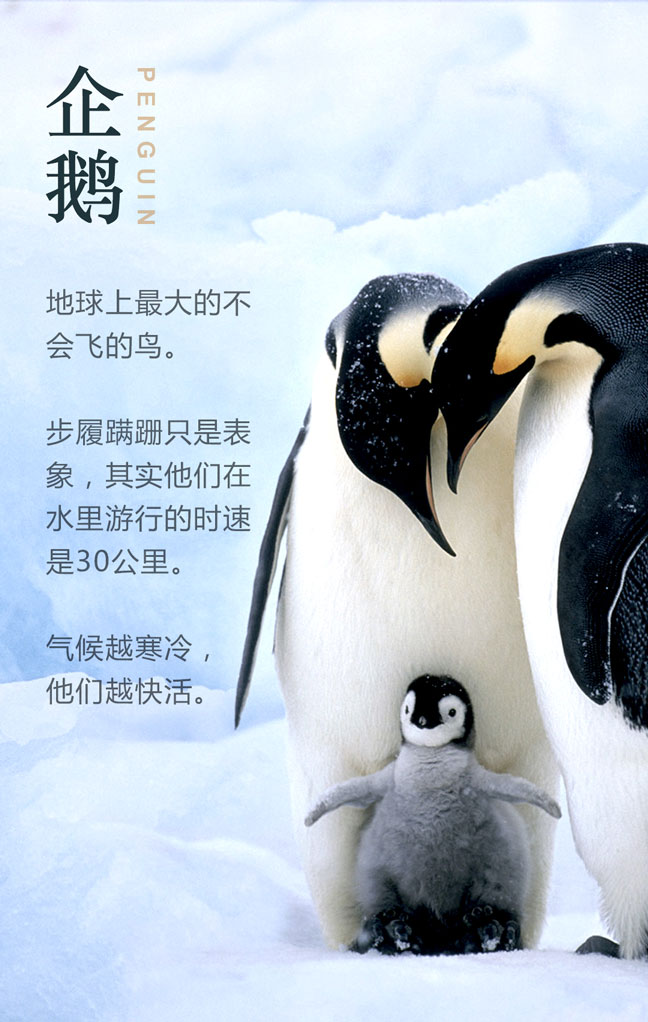 企鹅
PENGUIN
地球上最大的不
会飞的鸟。
步履蹒跚只是表
象，其实他们在
水里游行的时速
是30公里。
气候越寒冷，
他们越快活。